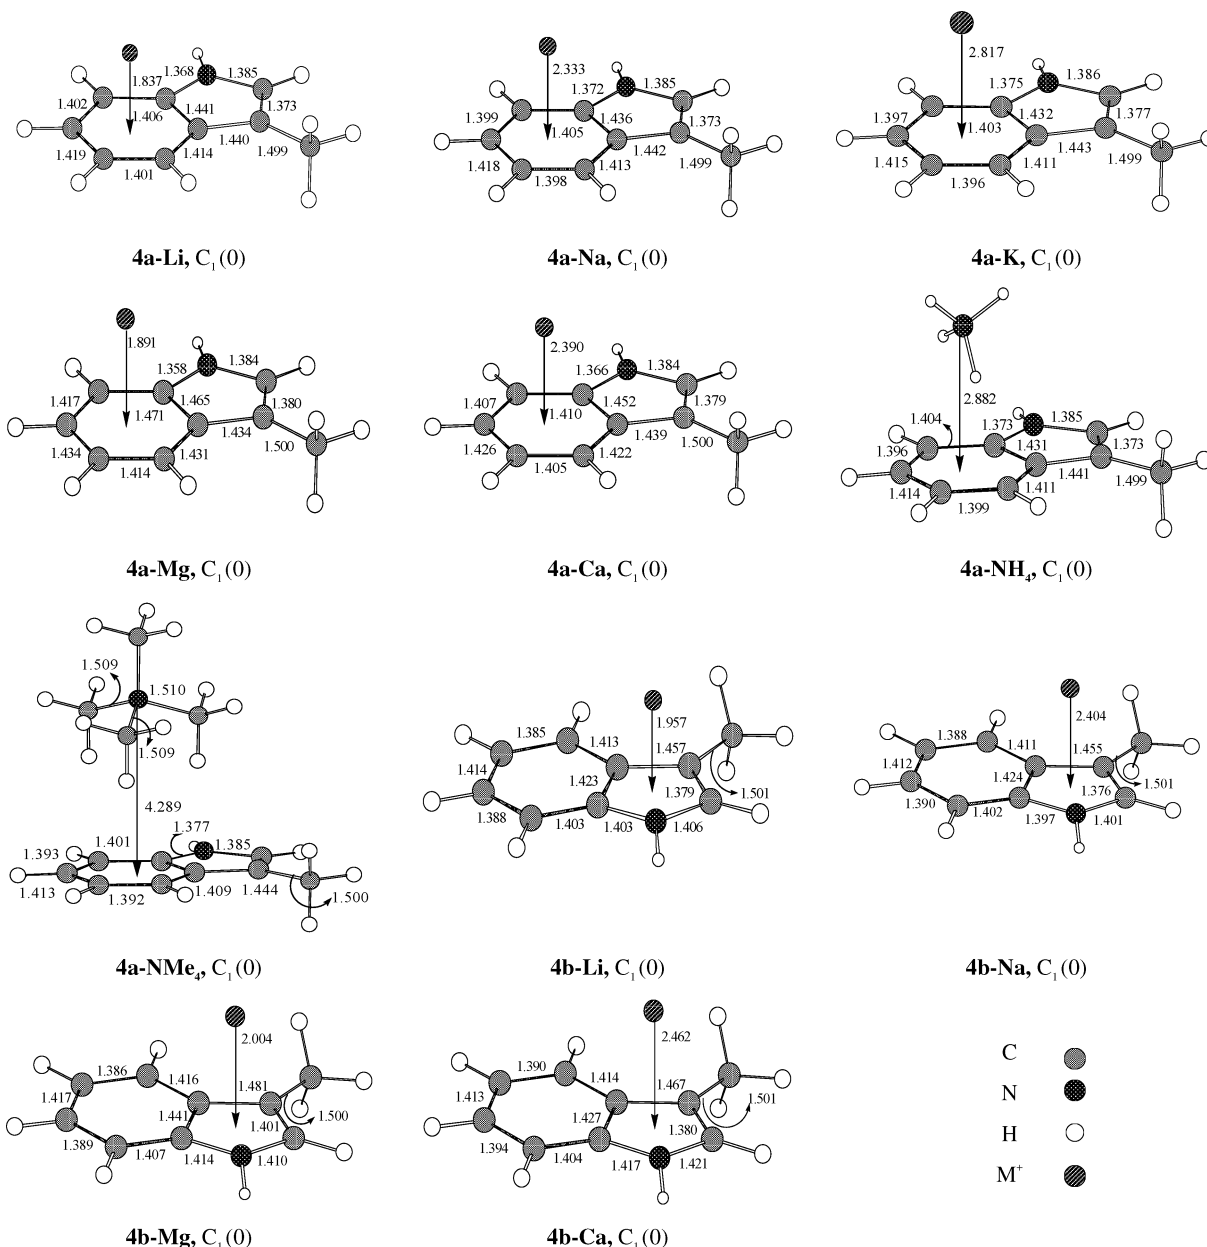 1.837 1.368 1.385
1.402 1.406 1.441 1.373
1.419 1.401 1.414 1.440 1.499
4a-Li, C1(0)
2.333 1.372 1.385
1.399 1.405 1.436 1.373
1.418 1.398 1.413 1.442 1.499
4a-Na, C1(0)
2.817 1.375 1.386
1.397 1.403 1.432 1.377
1.415 1.396 1.411 1.443 1.499
4a-K, C1(0)
1.891 1.358 1.384
1.417 1.471 1.465 1.380
1.434 1.414 1.431 1.434 1.500
4a-Mg, C1(0)
2.390 1.366 1.384
1.407 1.410 1.452 1.379
1.426 1.405 1.422 1.439 1.500
4a-Ca, C1(0)
2.882
1.404 1.373 1.385
1.396 1.431 1.373
1.414 1.399 1.411 1.441 1.499
4a-NH4, C1(0)
1.509 1.510
1.509
4.289
1.377
1.401 1.385
1.393
1.413 1.392 1.409 1.444 1.500
4a-NMe4, C1(0)
1.957
1.385 1.413 1.457
1.414 1.423 1.379 1.501
1.388 1.403 1.403 1.406
4b-Li, C1(0)
2.404
1.388 1.411 1.455
1.412 1.424 1.376 1.501
1.390 1.402 1.397 1.401
4b-Na, C1(0)
2.004
1.386 1.416 1.481
1.417 1.441 1.401 1.500
1.389 1.407 1.414 1.410
4b-Mg, C1(0)
2.462
1.390 1.414 1.467
1.413 1.427 1.380 1.501
1.394 1.404 1.417 1.421
4b-Ca, C1(0)
C
N
H
M+